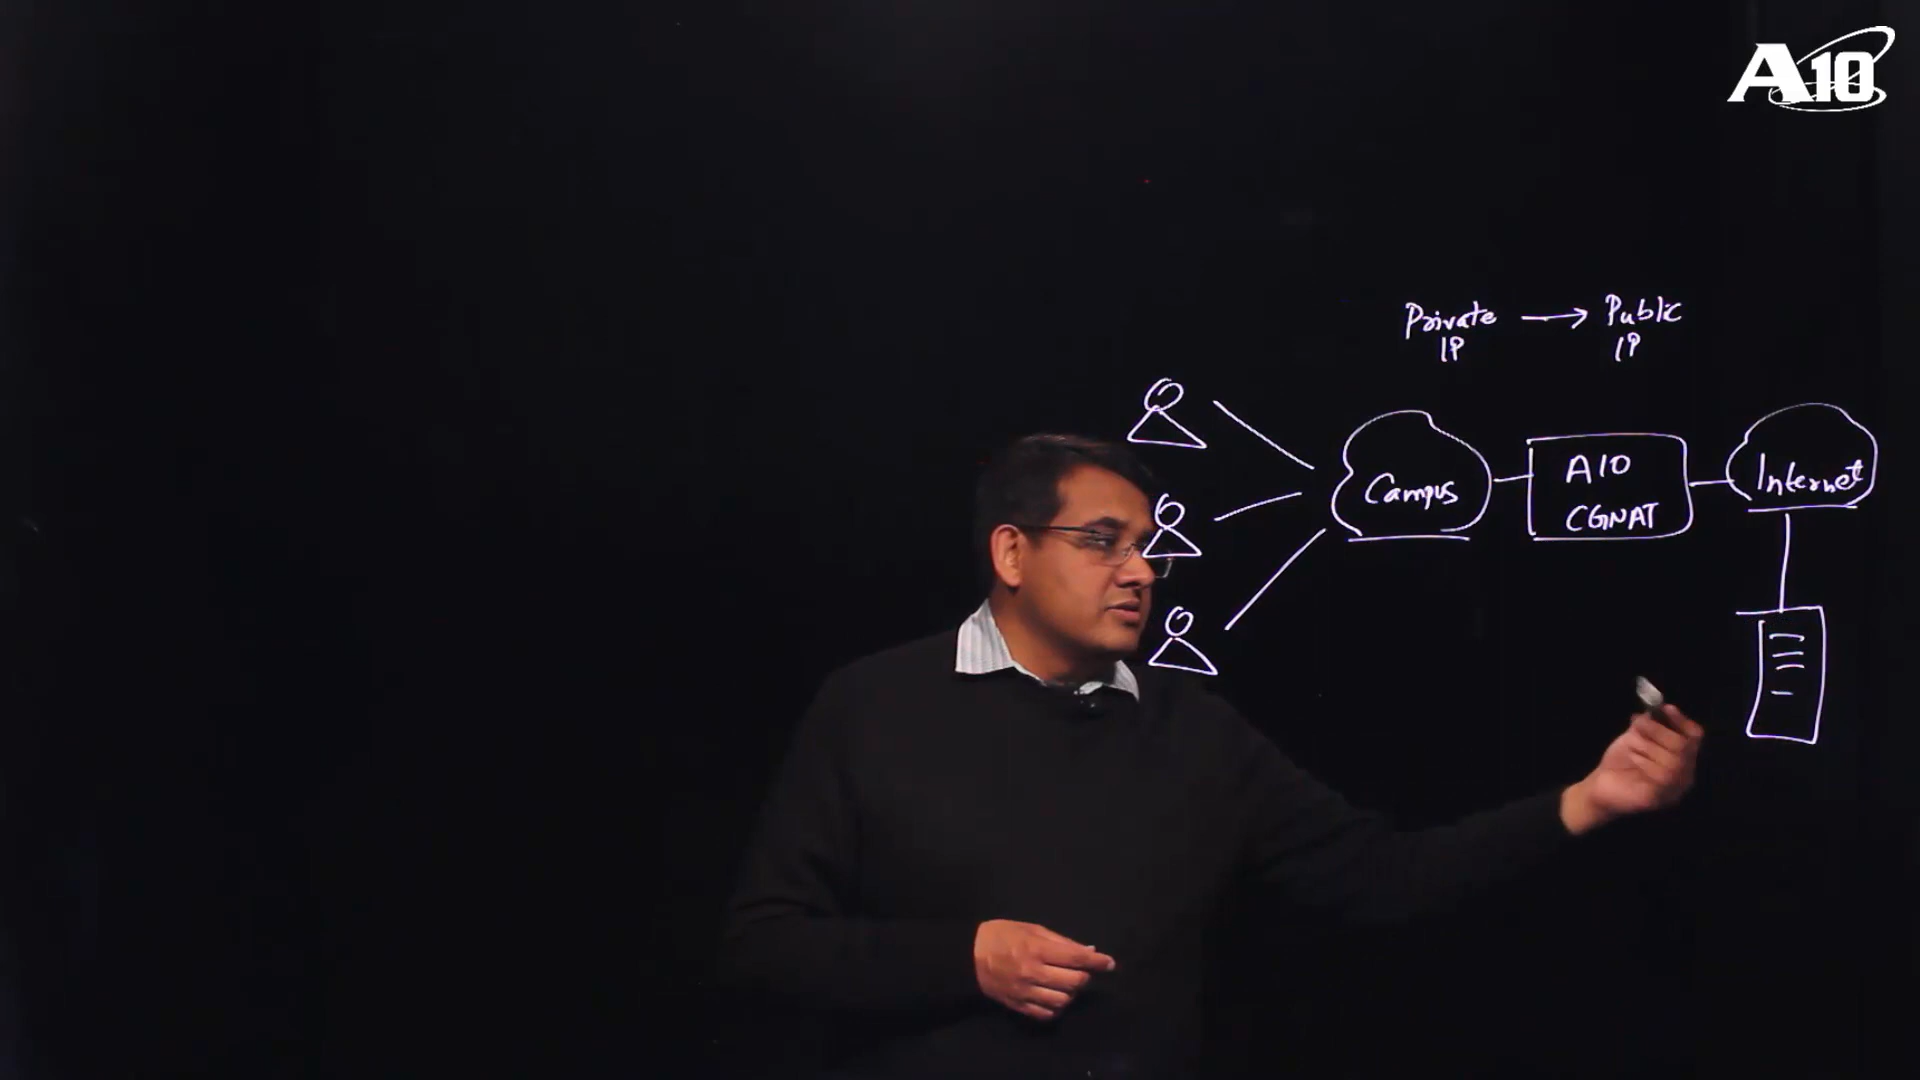 A10
Private → Public
IP IP
Campus
A10
CGNAT
Internet